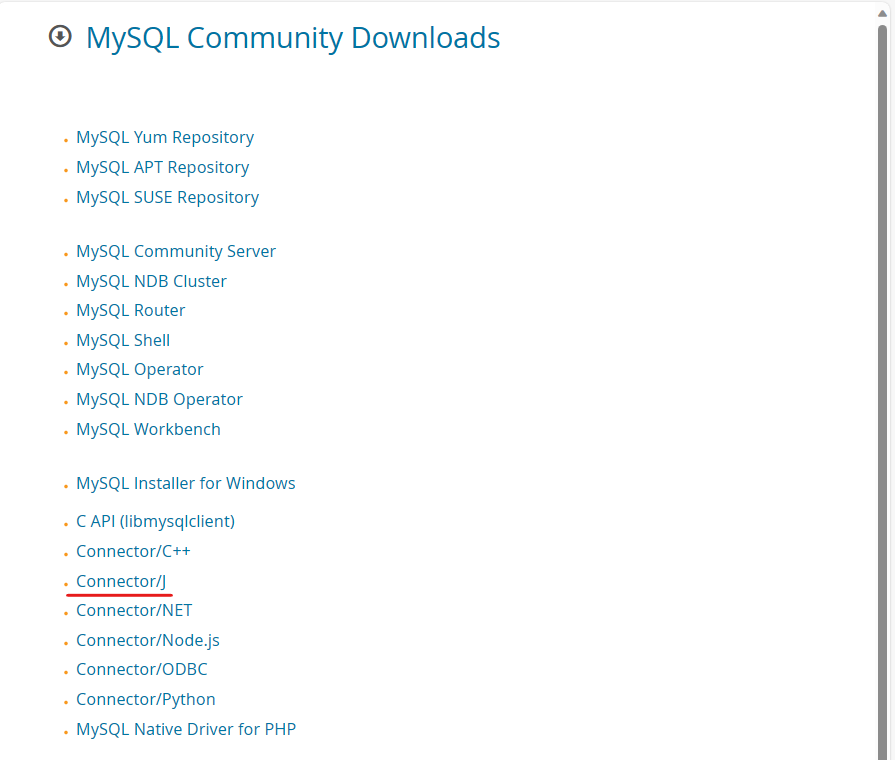 MySQL Community Downloads
MySQL Yum Repository
MySQL APT Repository
MySQL SUSE Repository
MySQL Community Server
MySQL NDB Cluster
MySQL Router
MySQL Shell
MySQL Operator
MySQL NDB Operator
MySQL Workbench
MySQL Installer for Windows
C API (libmysqlclient)
Connector/C++
Connector/J
Connector/NET
Connector/Node.js
Connector/ODBC
Connector/Python
MySQL Native Driver for PHP